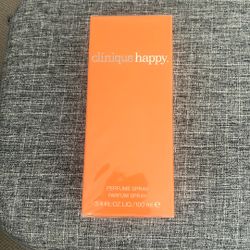 clinique happy.
PERFUME SPRAY
PARFUM SPRAY
3.4 FL.OZ.LIQ./100 ml ℮